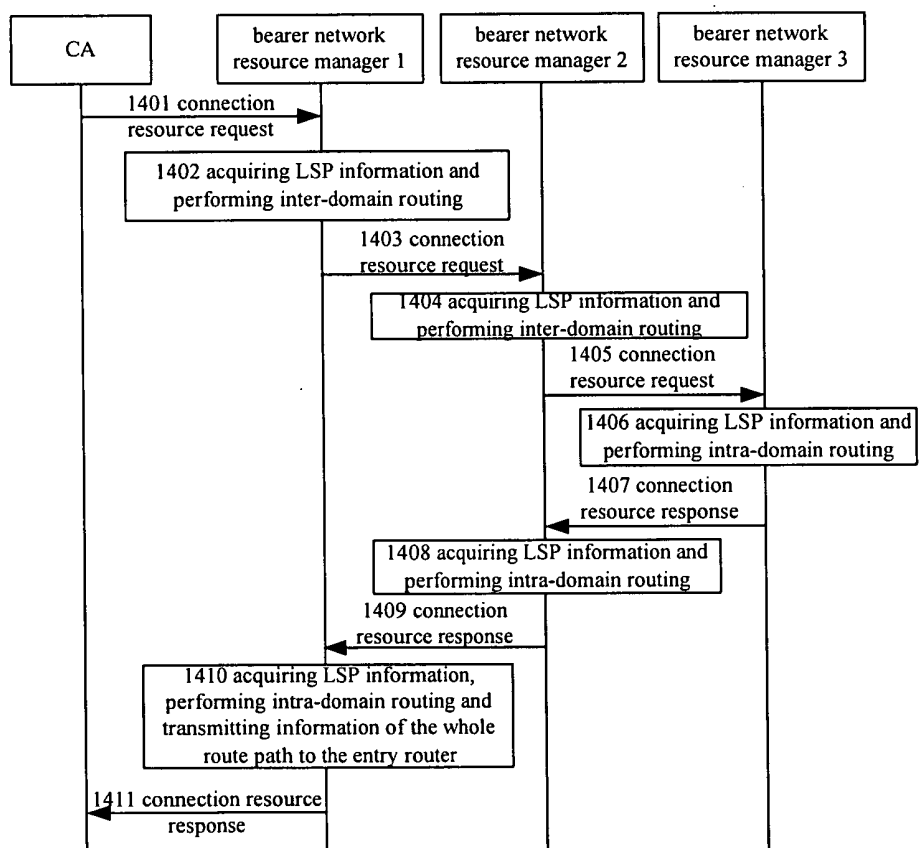 CA
bearer network
resource manager 1
bearer network
resource manager 2
bearer network
resource manager 3
1401 connection
resource request
1402 acquiring LSP information and
performing inter-domain routing
1403 connection
resource request
1404 acquiring LSP information and
performing inter-domain routing
1405 connection
resource request
1406 acquiring LSP information and
performing intra-domain routing
1407 connection
resource response
1408 acquiring LSP information and
performing intra-domain routing
1409 connection
resource response
1410 acquiring LSP information,
performing intra-domain routing and
transmitting information of the whole
route path to the entry router
1411 connection resource
response